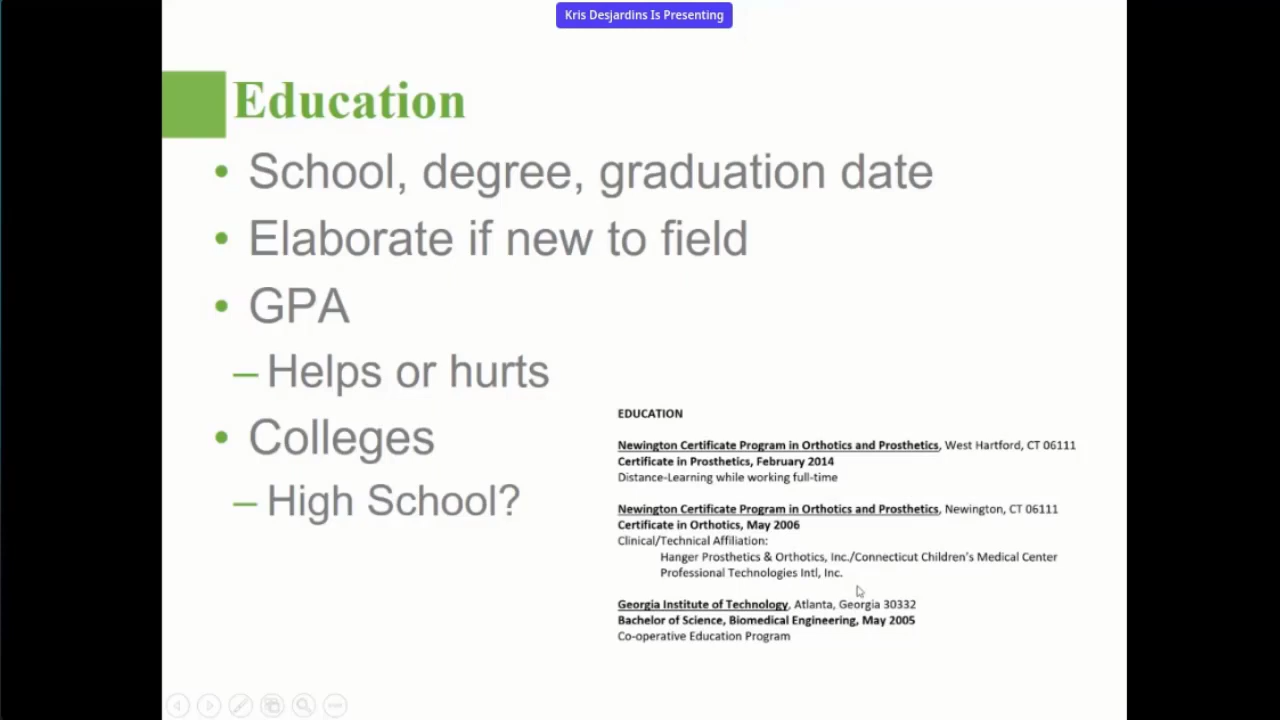 Kris Desjardins Is Presenting
Education
• School, degree, graduation date
• Elaborate if new to field
• GPA
– Helps or hurts
• Colleges
– High School?
EDUCATION
Newington Certificate Program in Orthotics and Prosthetics, West Hartford, CT 06111
Certificate in Prosthetics, February 2014
Distance-Learning while working full-time
Newington Certificate Program in Orthotics and Prosthetics, Newington, CT 06111
Certificate in Orthotics, May 2006
Clinical/Technical Affiliation:
Hanger Prosthetics & Orthotics, Inc./Connecticut Children's Medical Center
Professional Technologies Intl, Inc.
Georgia Institute of Technology, Atlanta, Georgia 30332
Bachelor of Science, Biomedical Engineering, May 2005
Co-operative Education Program